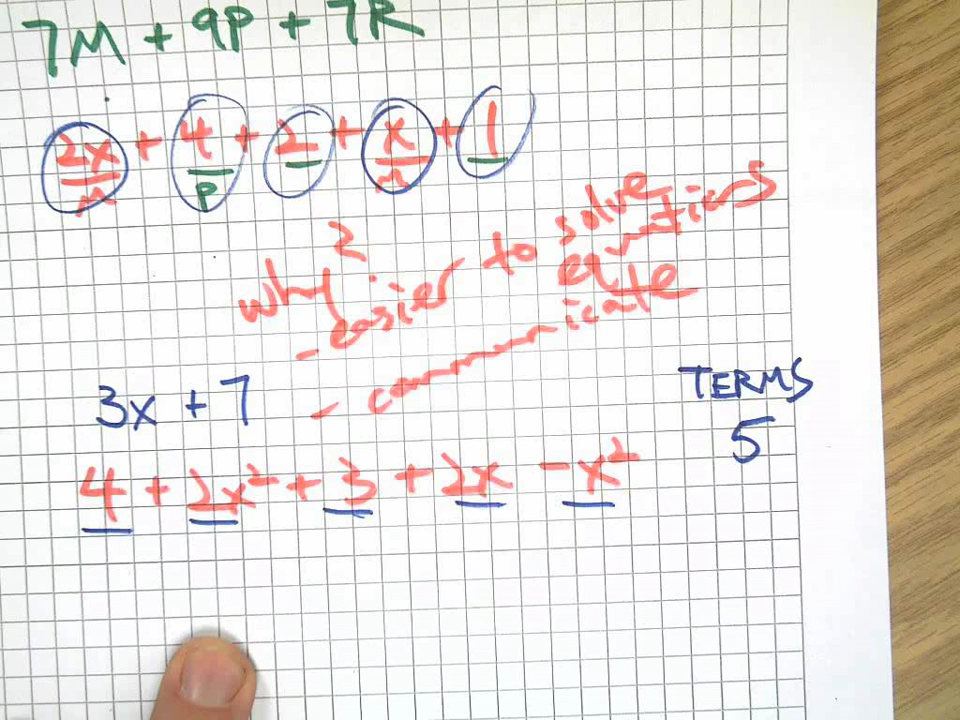 7M + 9P + 7R
2x + 4 + 2 + x + 1
m P m
why?
- easier to solve equations
- communicate
3x + 7
TERMS
5
4 + 2x² + 3 + 2x - x²